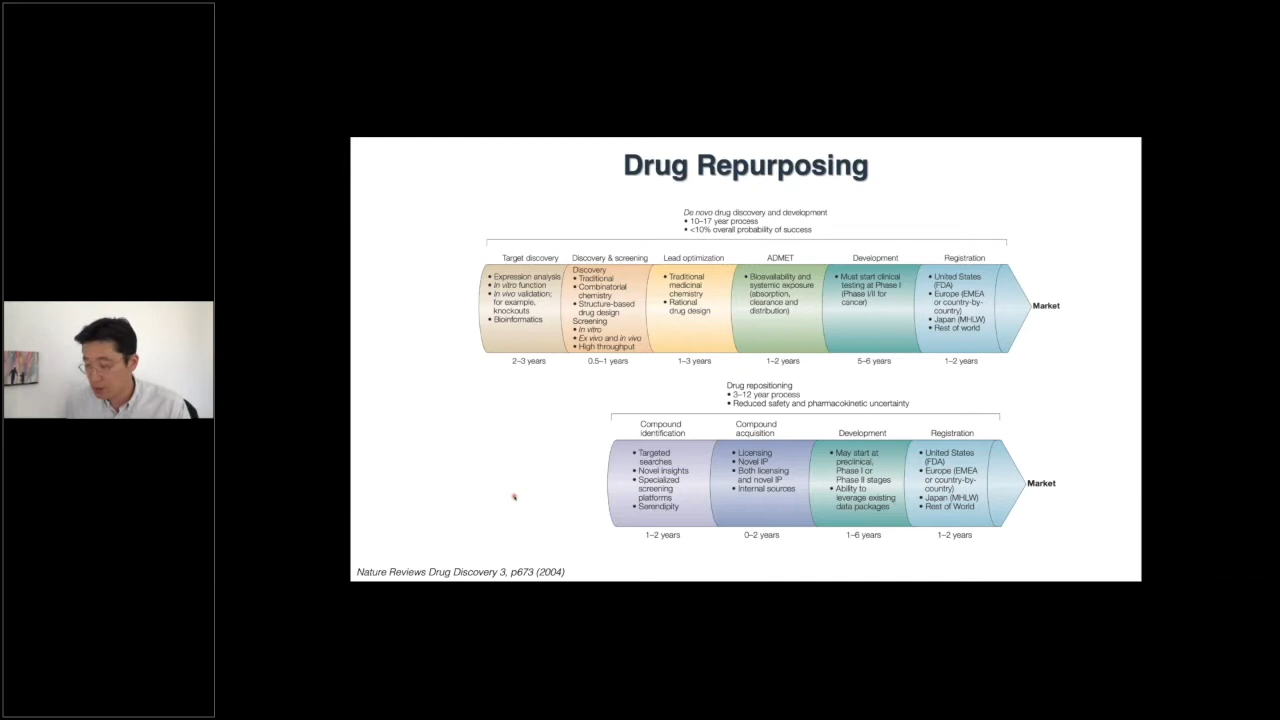 Drug Repurposing
De novo drug discovery and development
• 10–17 year process
• <10% overall probability of success
Target discovery
• Expression analysis
• In vitro function
• In vivo validation;
for example,
knockouts
• Bioinformatics
2–3 years
Discovery & screening
Discovery
• Traditional
• Combinatorial
chemistry
• Structure-based
drug design
Screening
• In vitro
• Ex vivo and in vivo
• High throughput
0.5–1 years
Lead optimization
• Traditional
medicinal
chemistry
• Rational
drug design
1–3 years
ADMET
• Bioavailability and
systemic exposure
(absorption,
clearance and
distribution)
1–2 years
Development
• Must start clinical
testing at Phase I
(Phase I/II for
cancer)
5–6 years
Registration
• United States
(FDA)
• Europe (EMEA
or country-by-
country)
• Japan (MHLW)
• Rest of world
1–2 years
Market
Drug repositioning
• 3–12 year process
• Reduced safety and pharmacokinetic uncertainty
Compound
identification
• Targeted
searches
• Novel insights
• Specialized
screening
platforms
• Serendipity
1–2 years
Compound
acquisition
• Licensing
• Novel IP
• Both licensing
and novel IP
• Internal sources
0–2 years
Development
• May start at
preclinical,
Phase I or
Phase II stages
• Ability to
leverage existing
data packages
1–6 years
Registration
• United States
(FDA)
• Europe (EMEA
or country-by-
country)
• Japan (MHLW)
• Rest of World
1–2 years
Market
Nature Reviews Drug Discovery 3, p673 (2004)